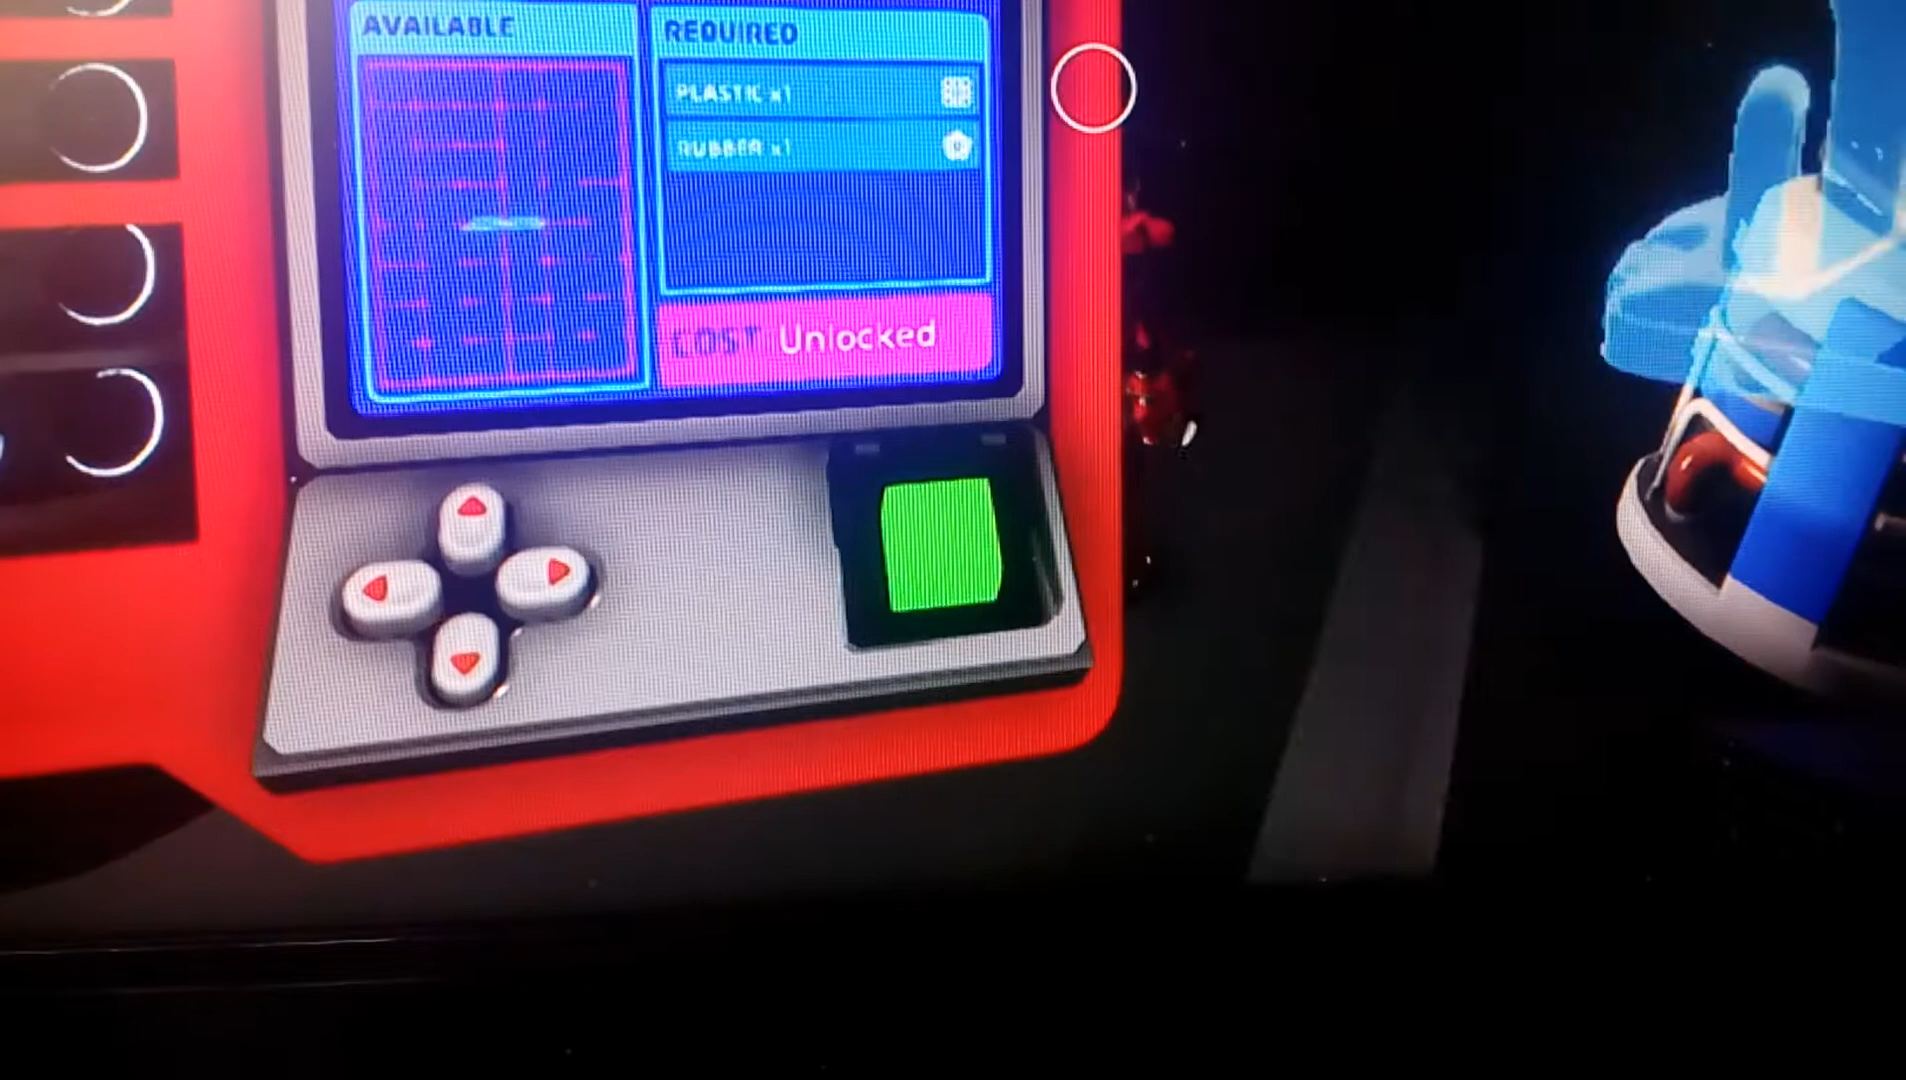 AVAILABLE
REQUIRED
PLASTIC x1
RUBBER x1
COST Unlocked